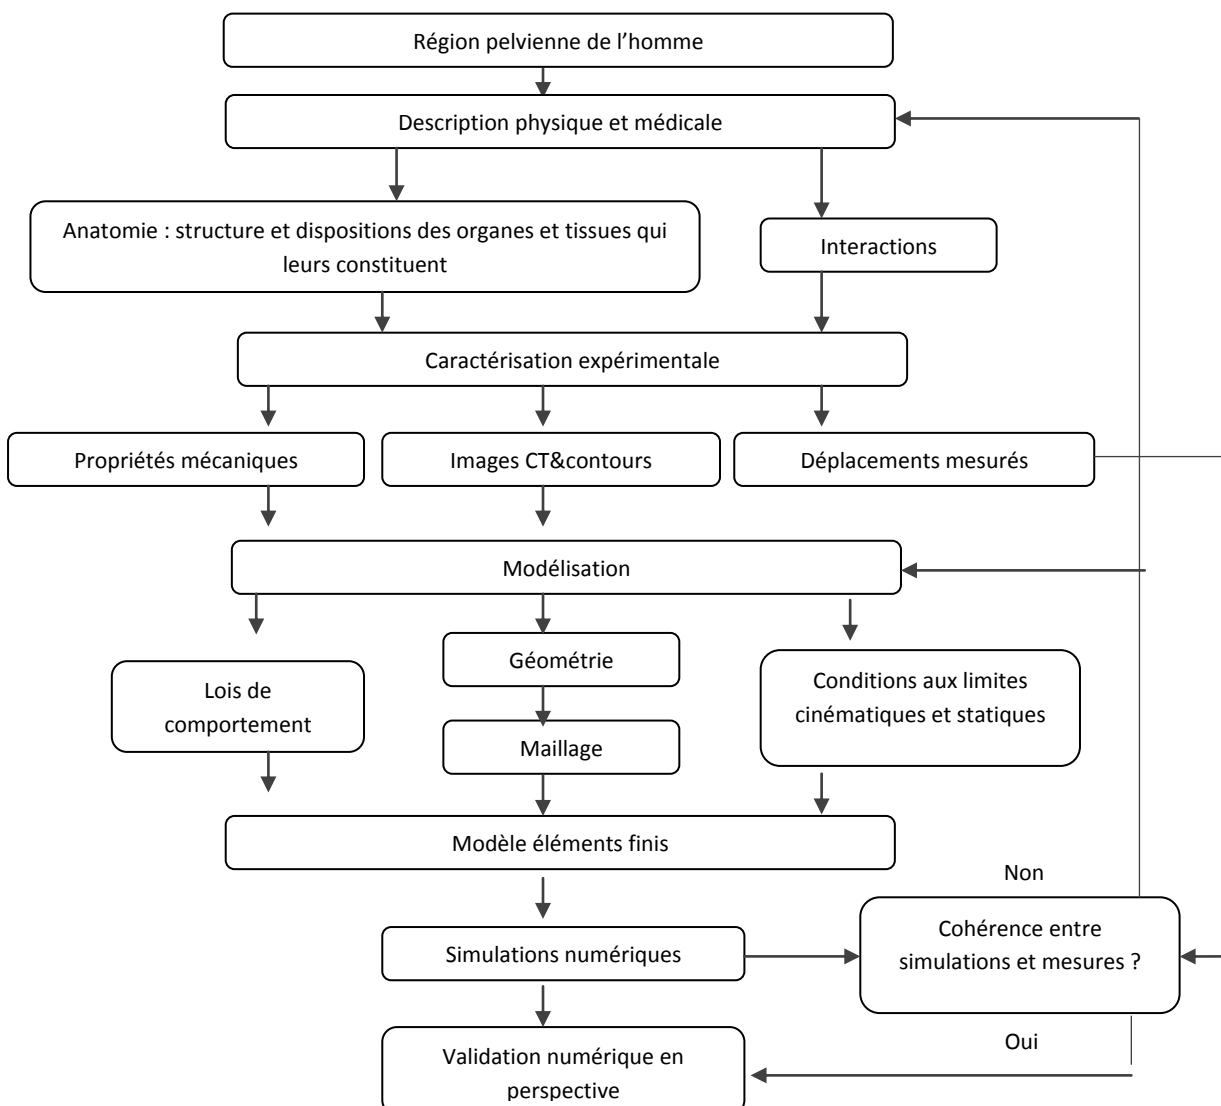 Région pelvienne de l’homme
Description physique et médicale
Anatomie : structure et dispositions des organes et tissues qui
leurs constituent
Interactions
Caractérisation expérimentale
Propriétés mécaniques
Images CT&contours
Déplacements mesurés
Modélisation
Lois de
comportement
Géométrie
Maillage
Conditions aux limites
cinématiques et statiques
Modèle éléments finis
Non
Simulations numériques
Cohérence entre
simulations et mesures ?
Oui
Validation numérique en
perspective